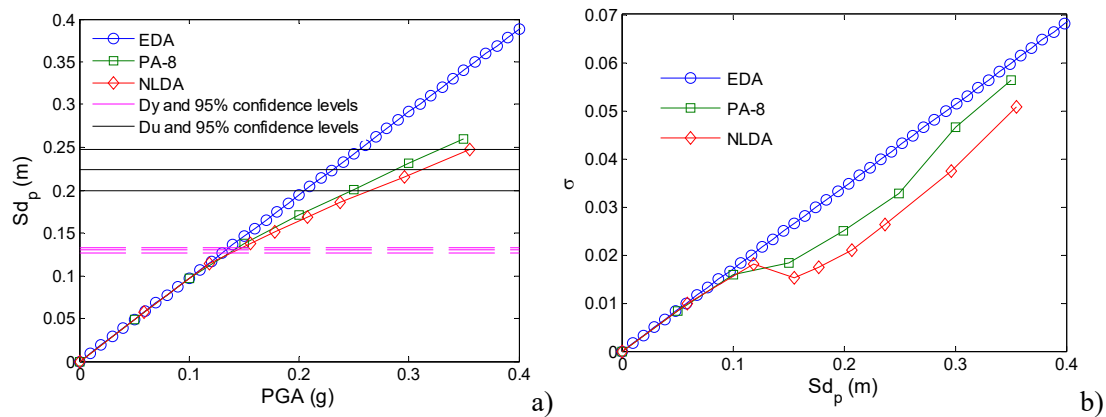 0.4
0.35
0.3
0.25
0.2
0.15
0.1
0.05
0
Sd_p (m)
EDA
PA-8
NLDA
Dy and 95% confidence levels
Du and 95% confidence levels
0 0.1 0.2 0.3 0.4
PGA (g)
a)
0.07
0.06
0.05
0.04
0.03
0.02
0.01
0.00
σ
EDA
PA-8
NLDA
0 0.1 0.2 0.3 0.4
Sd_p (m)
b)